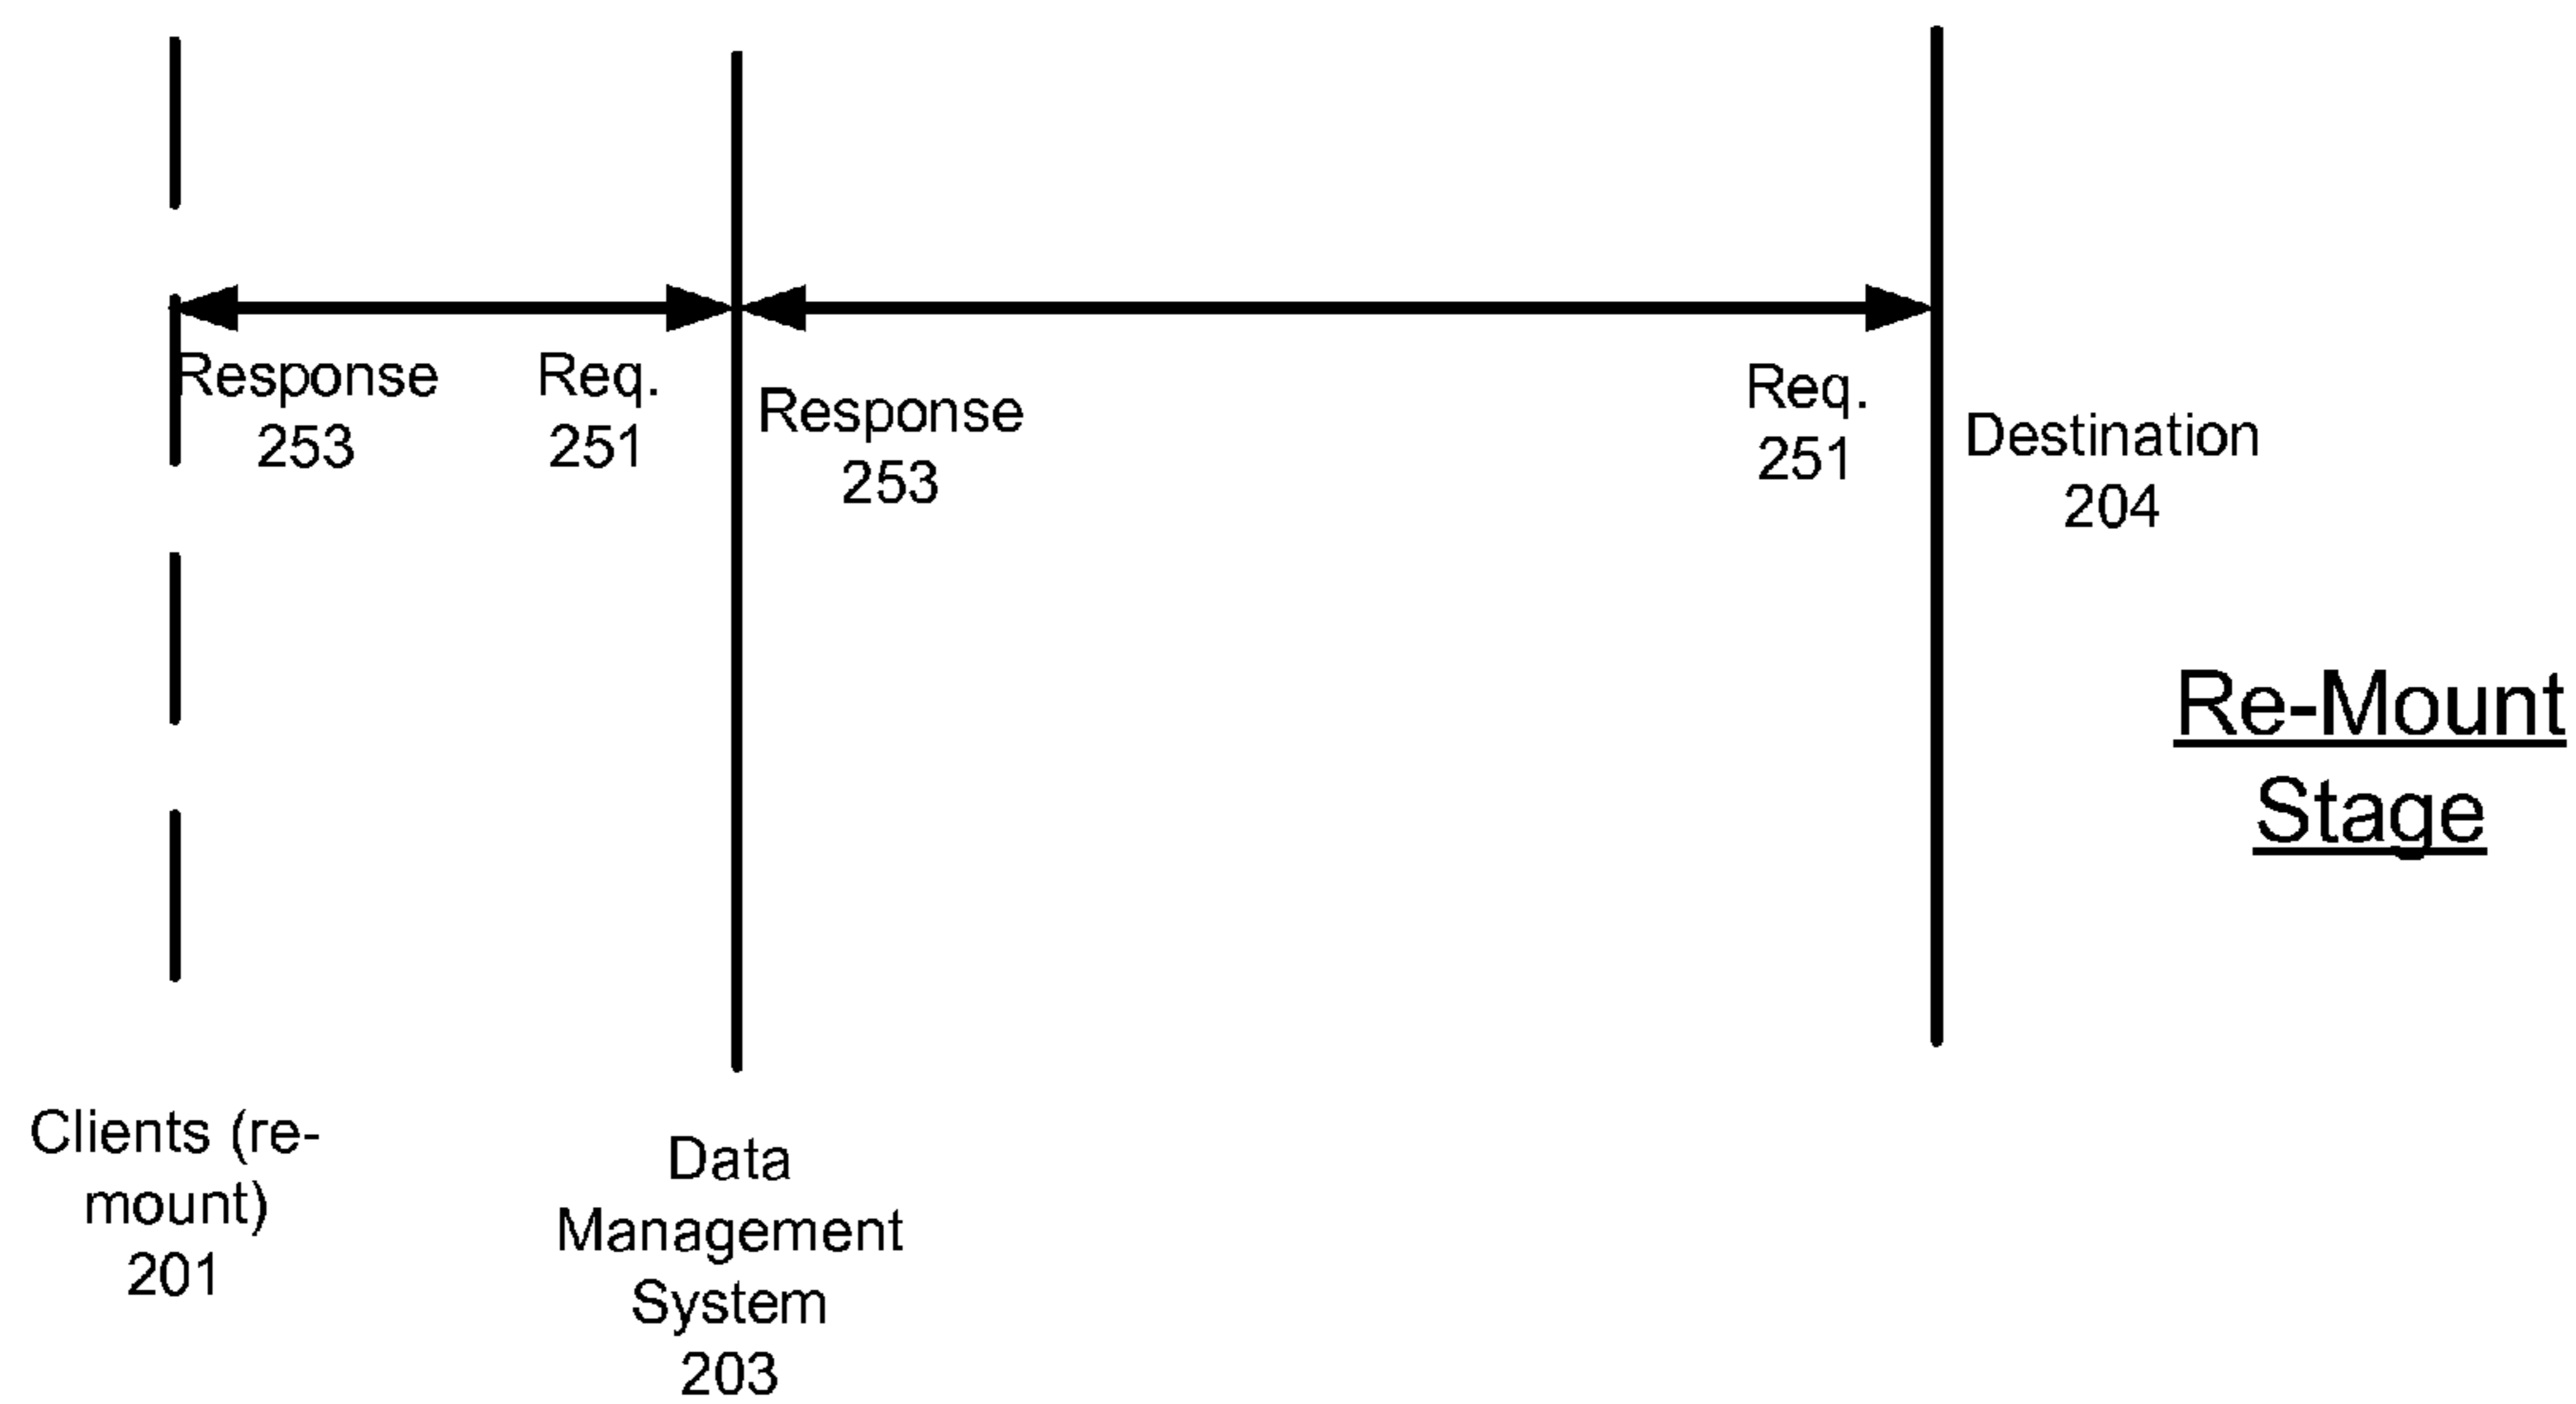 Response
253
Req.
251
Response
253
Req.
251
Destination
204
Re-Mount
Stage
Clients (re-
mount)
201
Data
Management
System
203